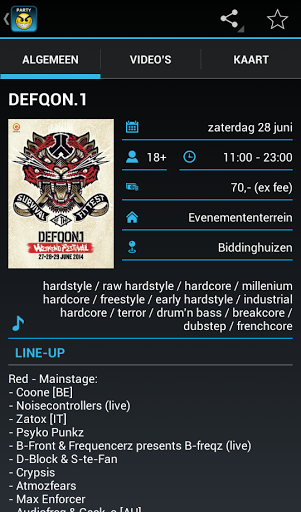 PARTY
ALGEMEEN VIDEO'S KAART
DEFQON.1
SURVIVAL OF THE FITTEST
DEFQON.1
WEEKEND FESTIVAL
27-28-29 JUNE 2014
zaterdag 28 juni
18+ 11:00 - 23:00
70,- (ex fee)
Evenemententerrein
Biddinghuizen
hardstyle / raw hardstyle / hardcore / millenium
hardcore / freestyle / early hardstyle / industrial
hardcore / terror / drum'n bass / breakcore /
dubstep / frenchcore
LINE-UP
Red - Mainstage:
- Coone [BE]
- Noisecontrollers (live)
- Zatox [IT]
- Psyko Punkz
- B-Front & Frequencerz presents B-freqz (live)
- D-Block & S-te-Fan
- Crypsis
- Atmozfears
- Max Enforcer
- Audiofreq & Geck-o [AU]